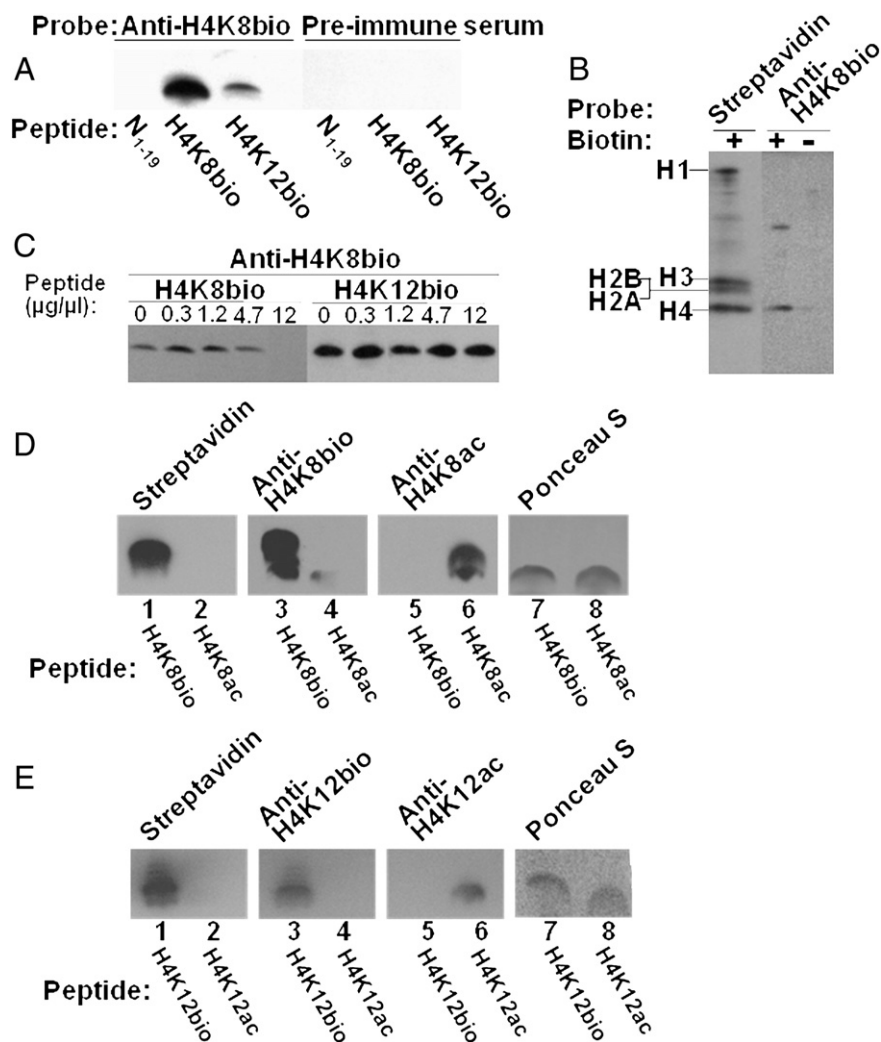 Probe: Anti-H4K8bio Pre-immune serum
A
Peptide: N1-19 H4K8bio H4K12bio N1-19 H4K8bio H4K12bio
B
Probe: Streptavidin Anti-H4K8bio
Biotin: + + -
H1
H2B H3
H2A
H4
C
Anti-H4K8bio
Peptide (µg/µl): H4K8bio H4K12bio
0 0.3 1.2 4.7 12 0 0.3 1.2 4.7 12
D
Streptavidin Anti-H4K8bio Anti-H4K8ac Ponceau S
1 2 3 4 5 6 7 8
Peptide: H4K8bio H4K8ac H4K8bio H4K8ac H4K8bio H4K8ac H4K8bio H4K8ac
E
Streptavidin Anti-H4K12bio Anti-H4K12ac Ponceau S
1 2 3 4 5 6 7 8
Peptide: H4K12bio H4K12ac H4K12bio H4K12ac H4K12bio H4K12ac H4K12bio H4K12ac